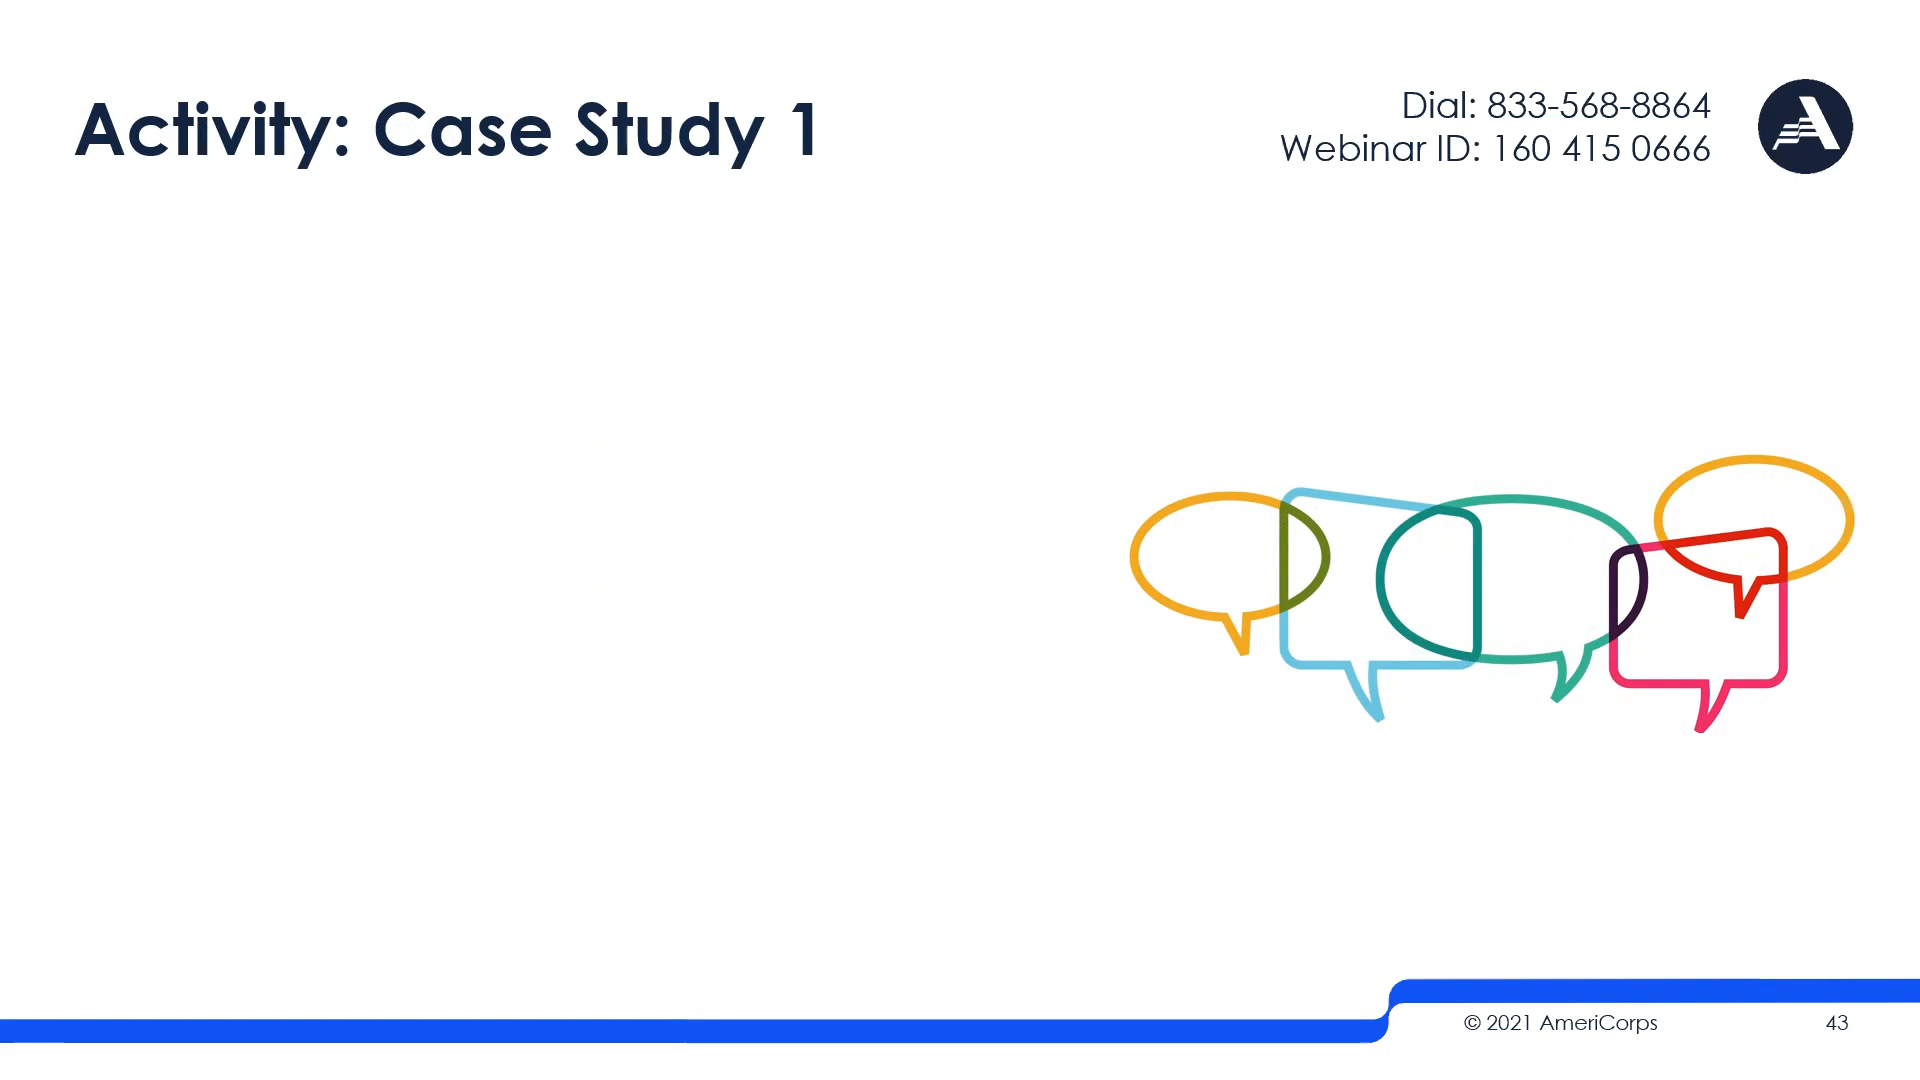 Activity: Case Study 1
Dial: 833-568-8864
Webinar ID: 160 415 0666
© 2021 AmeriCorps
43